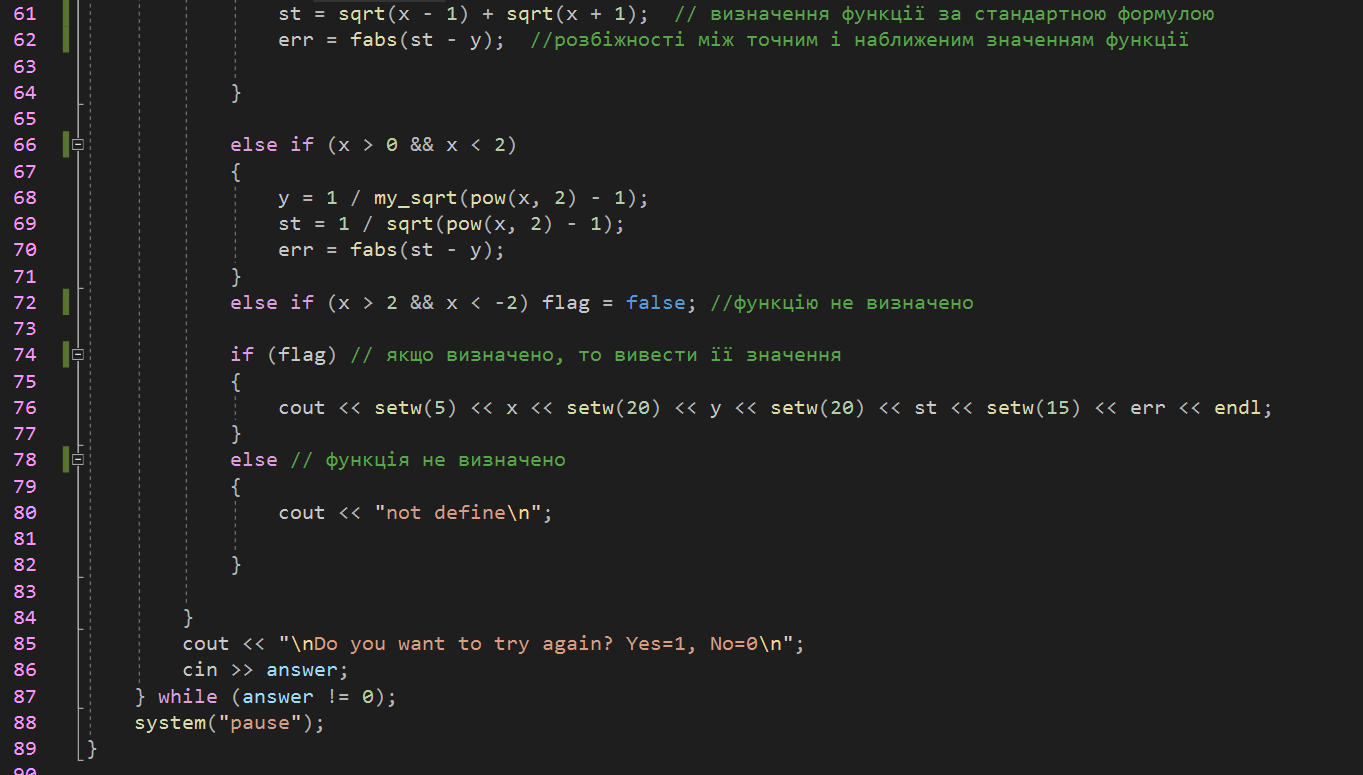 61 st = sqrt(x - 1) + sqrt(x + 1); // визначення функції за стандартною формулою
62 err = fabs(st - y); //розбіжності між точним і наближеним значенням функції
63
64 }
65
66 else if (x > 0 && x < 2)
67 {
68 y = 1 / my_sqrt(pow(x, 2) - 1);
69 st = 1 / sqrt(pow(x, 2) - 1);
70 err = fabs(st - y);
71 }
72 else if (x > 2 && x < -2) flag = false; //функцію не визначено
73
74 if (flag) // якщо визначено, то вивести її значення
75 {
76 cout << setw(5) << x << setw(20) << y << setw(20) << st << setw(15) << err << endl;
77 }
78 else // функція не визначено
79 {
80 cout << "not define\n";
81
82 }
83
84 }
85 cout << "\nDo you want to try again? Yes=1, No=0\n";
86 cin >> answer;
87 } while (answer != 0);
88 system("pause");
89 }
90